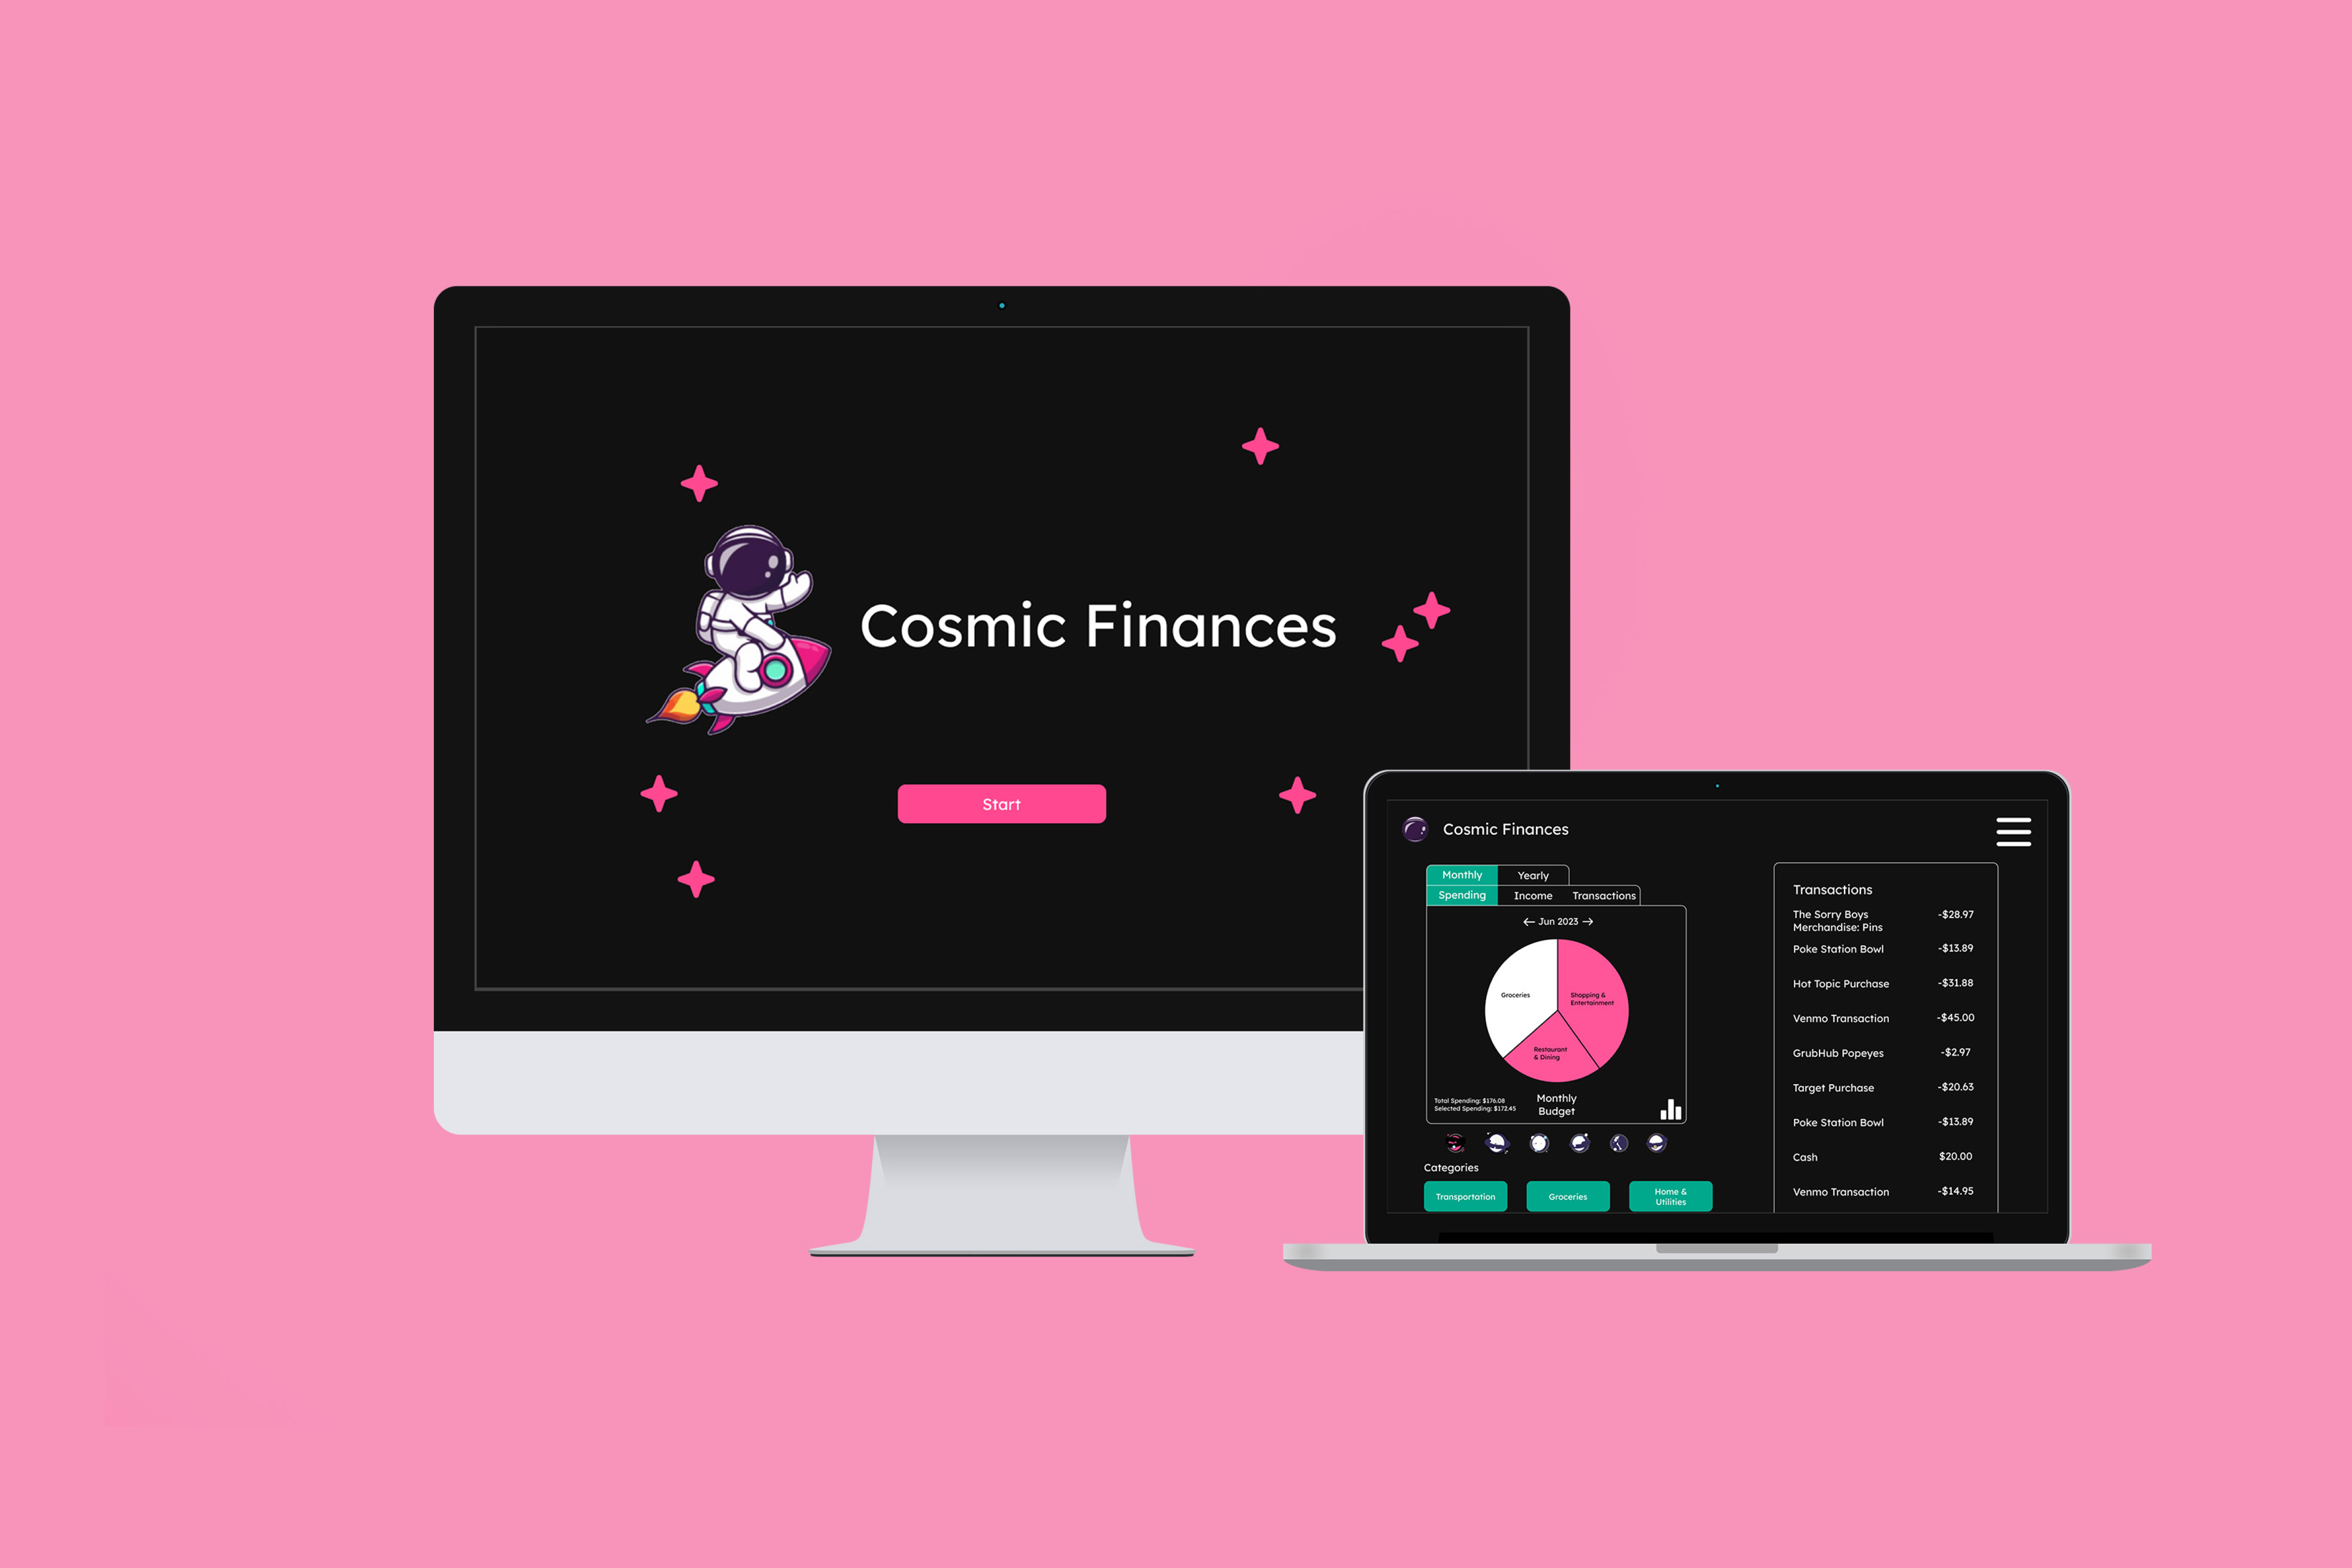 Cosmic Finances
Start
Cosmic Finances
Monthly Yearly
Spending Income Transactions
← Jun 2023 →
Groceries
Shopping &
Entertainment
Restaurant
& Dining
Total Spending: $176.08
Selected Spending: $172.45
Monthly
Budget
Categories
Transportation
Groceries
Home &
Utilities
Transactions
The Sorry Boys -$28.97
Merchandise: Pins
Poke Station Bowl -$13.89
Hot Topic Purchase -$31.88
Venmo Transaction -$45.00
GrubHub Popeyes -$2.97
Target Purchase -$20.63
Poke Station Bowl -$13.89
Cash $20.00
Venmo Transaction -$14.95